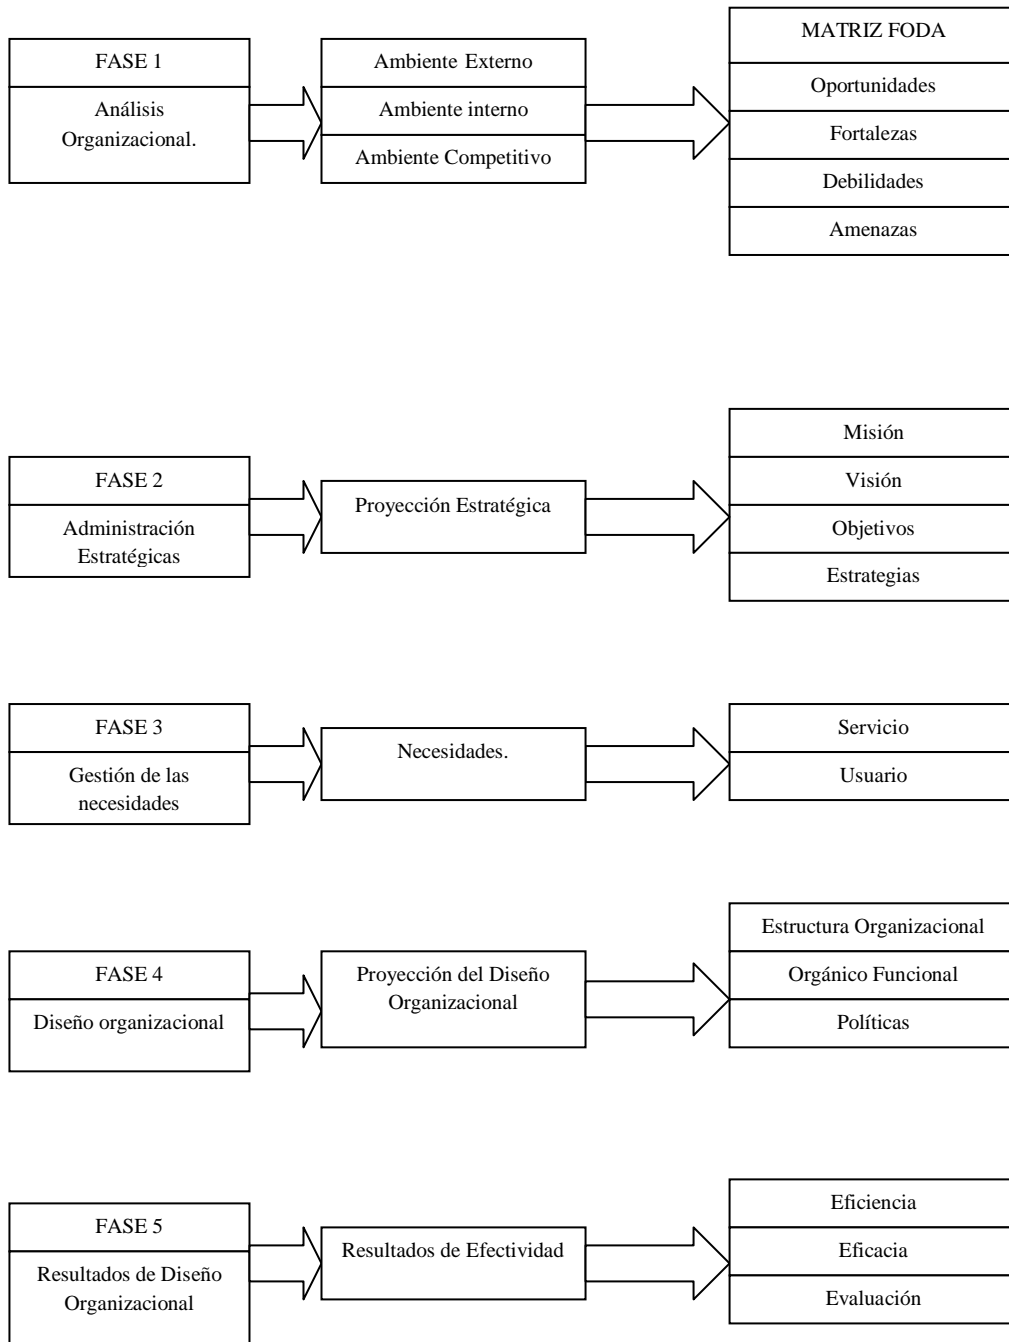 FASE 1
Análisis
Organizacional.
Ambiente Externo
Ambiente interno
Ambiente Competitivo
MATRIZ FODA
Oportunidades
Fortalezas
Debilidades
Amenazas
FASE 2
Administración
Estratégicas
Proyección Estratégica
Misión
Visión
Objetivos
Estrategias
FASE 3
Gestión de las
necesidades
Necesidades.
Servicio
Usuario
FASE 4
Diseño organizacional
Proyección del Diseño
Organizacional
Estructura Organizacional
Orgánico Funcional
Políticas
FASE 5
Resultados de Diseño
Organizacional
Resultados de Efectividad
Eficiencia
Eficacia
Evaluación